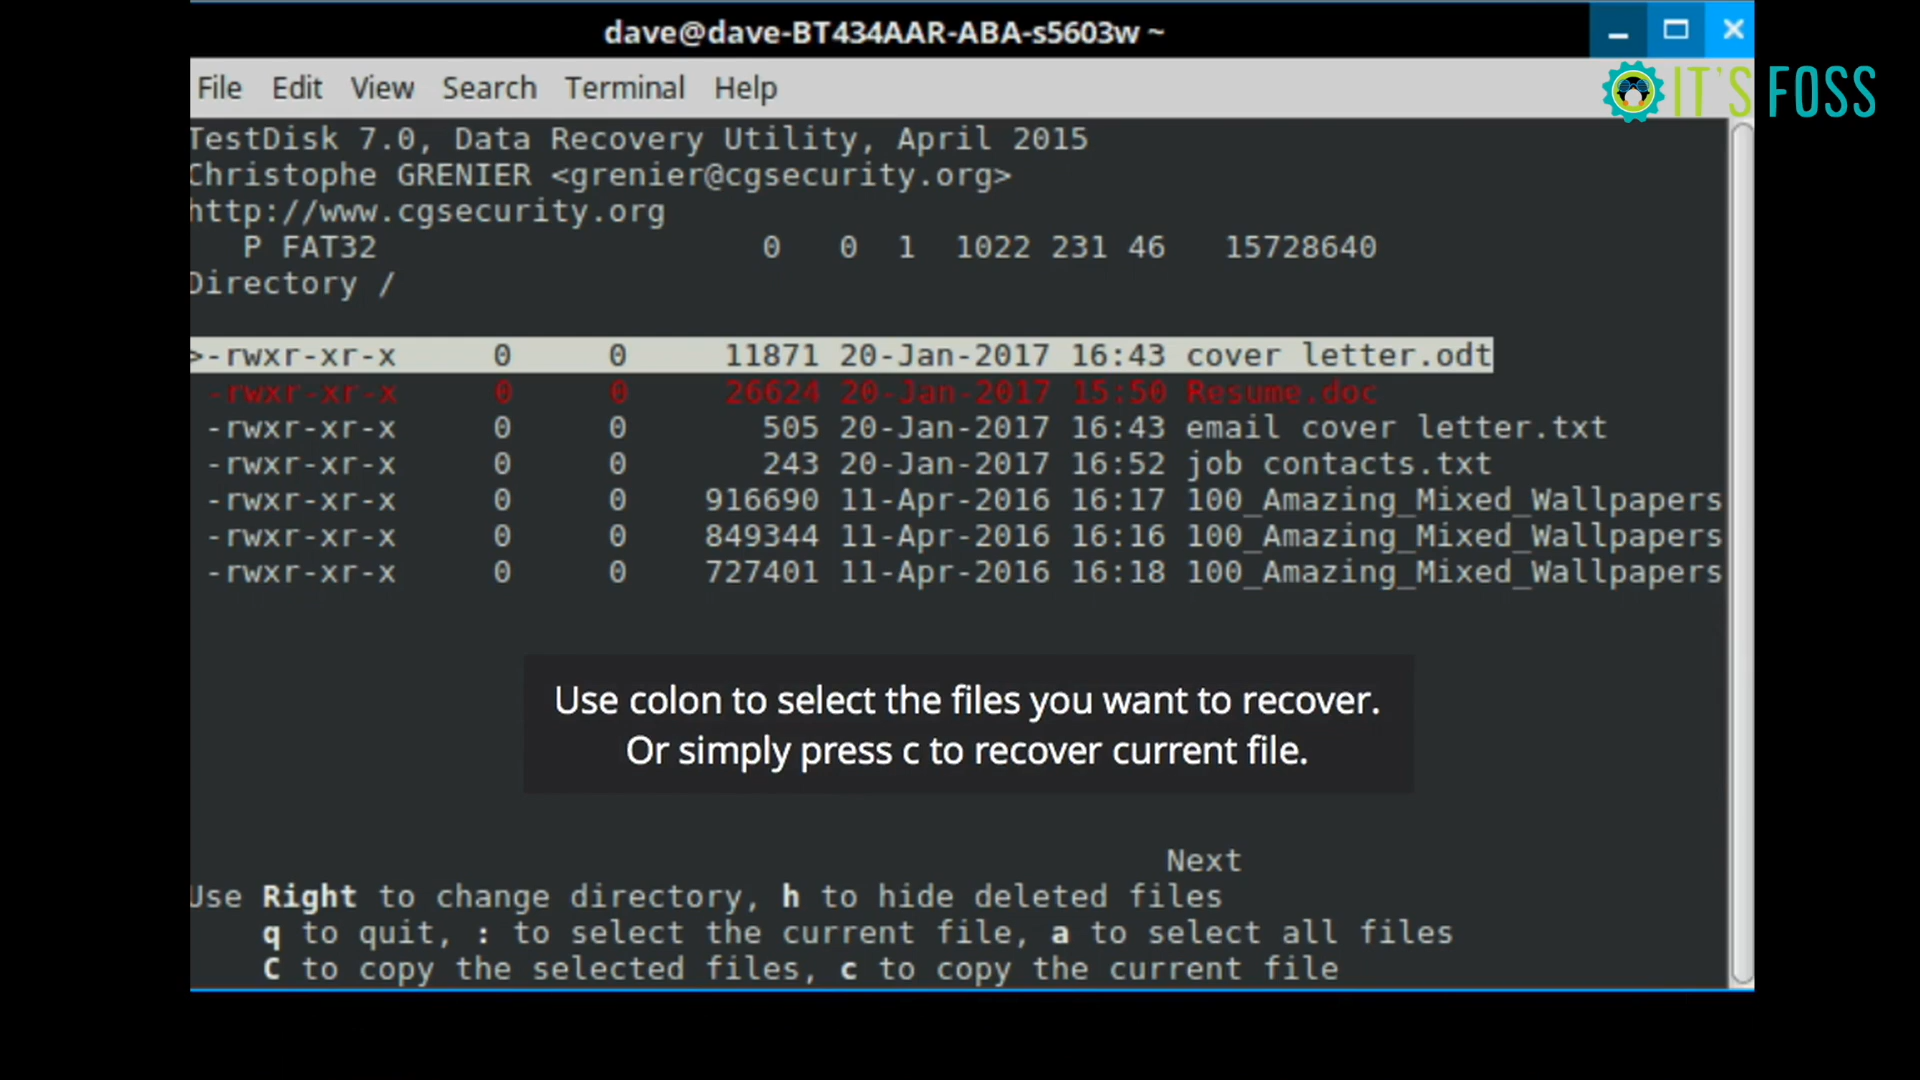 dave@dave-BT434AAR-ABA-s5603w ~
IT'S FOSS
File Edit View Search Terminal Help
TestDisk 7.0, Data Recovery Utility, April 2015
Christophe GRENIER <grenier@cgsecurity.org>
http://www.cgsecurity.org
P FAT32 0 0 1 1022 231 46 15728640
Directory /
>-rwxr-xr-x 0 0 11871 20-Jan-2017 16:43 cover letter.odt
-rwxr-xr-x 0 0 26624 20-Jan-2017 15:50 Resume.doc
-rwxr-xr-x 0 0 505 20-Jan-2017 16:43 email cover letter.txt
-rwxr-xr-x 0 0 243 20-Jan-2017 16:52 job contacts.txt
-rwxr-xr-x 0 0 916690 11-Apr-2016 16:17 100_Amazing_Mixed_Wallpapers
-rwxr-xr-x 0 0 849344 11-Apr-2016 16:16 100_Amazing_Mixed_Wallpapers
-rwxr-xr-x 0 0 727401 11-Apr-2016 16:18 100_Amazing_Mixed_Wallpapers
Use colon to select the files you want to recover.
Or simply press c to recover current file.
Next
Use Right to change directory, h to hide deleted files
q to quit, : to select the current file, a to select all files
C to copy the selected files, c to copy the current file